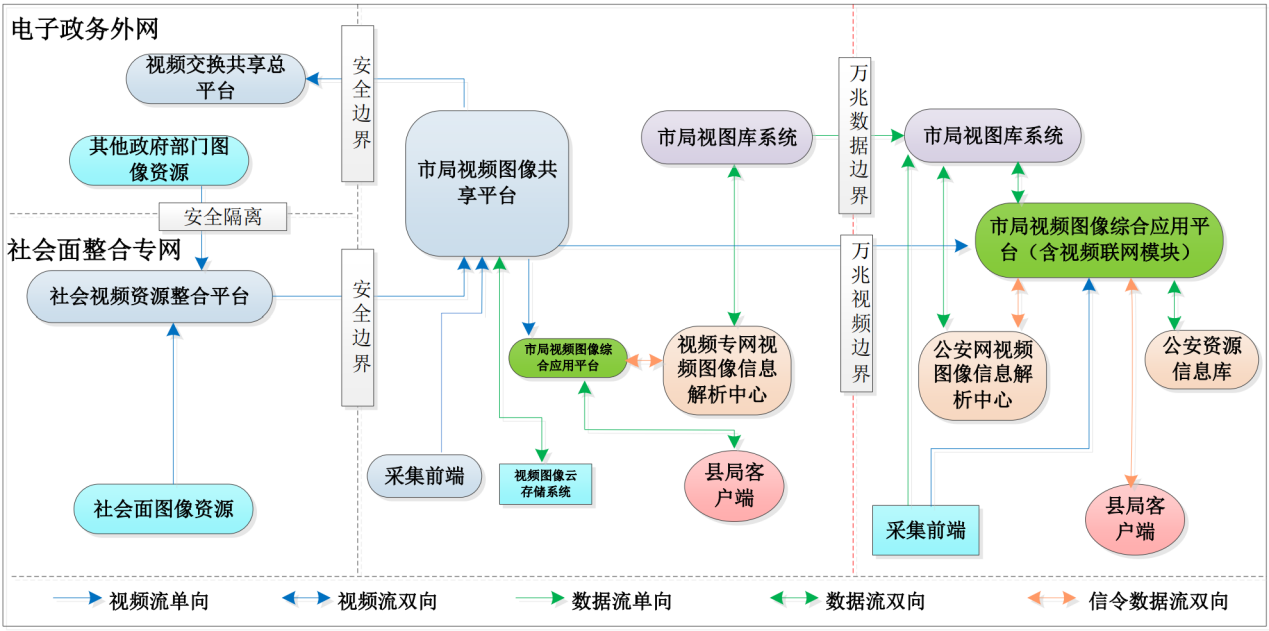 电子政务外网
视频交换共享总
平台
其他政府部门图
像资源
安全隔离
社会面整合专网
社会视频资源整合平台
社会面图像资源
安全边界
安全边界
市局视频图像共
享平台
市局视频图像综
合应用平台
采集前端
视频图像云
存储系统
市局视图库系统
视频专网视
频图像信息
解析中心
县局客
户端
万兆数据边界
万兆视频边界
市局视图库系统
市局视频图像综合应用平
台（含视频联网模块）
公安网视频
图像信息解
析中心
公安资源
信息库
采集前端
县局客
户端
视频流单向
视频流双向
数据流单向
数据流双向
信令数据流双向